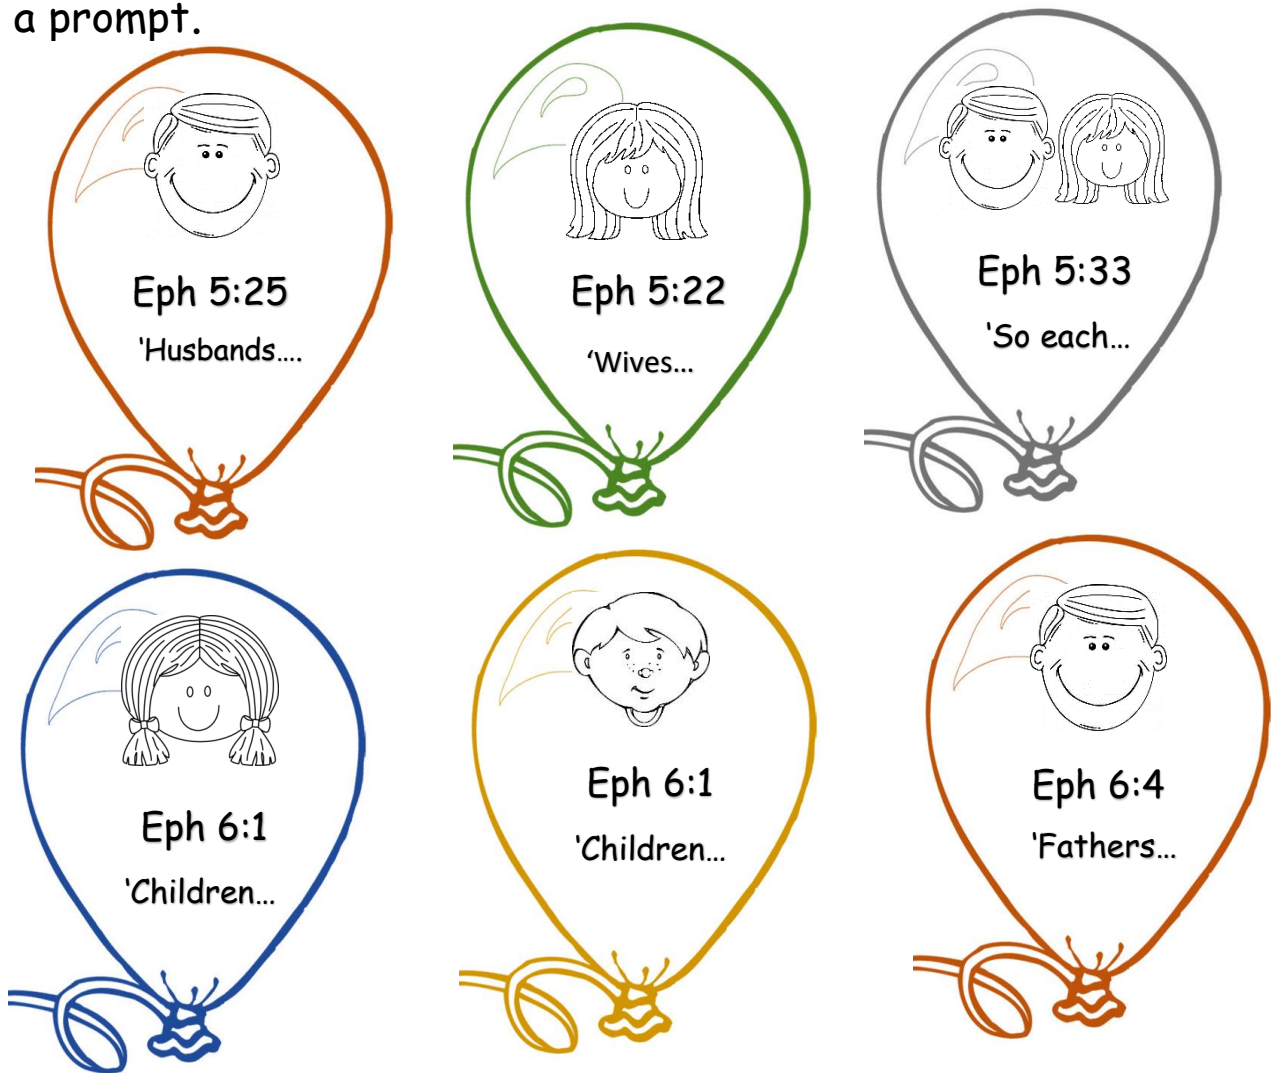 a prompt.
Eph 5:25
‘Husbands….
Eph 5:22
‘Wives…
Eph 5:33
‘So each…
Eph 6:1
‘Children…
Eph 6:1
‘Children…
Eph 6:4
‘Fathers…